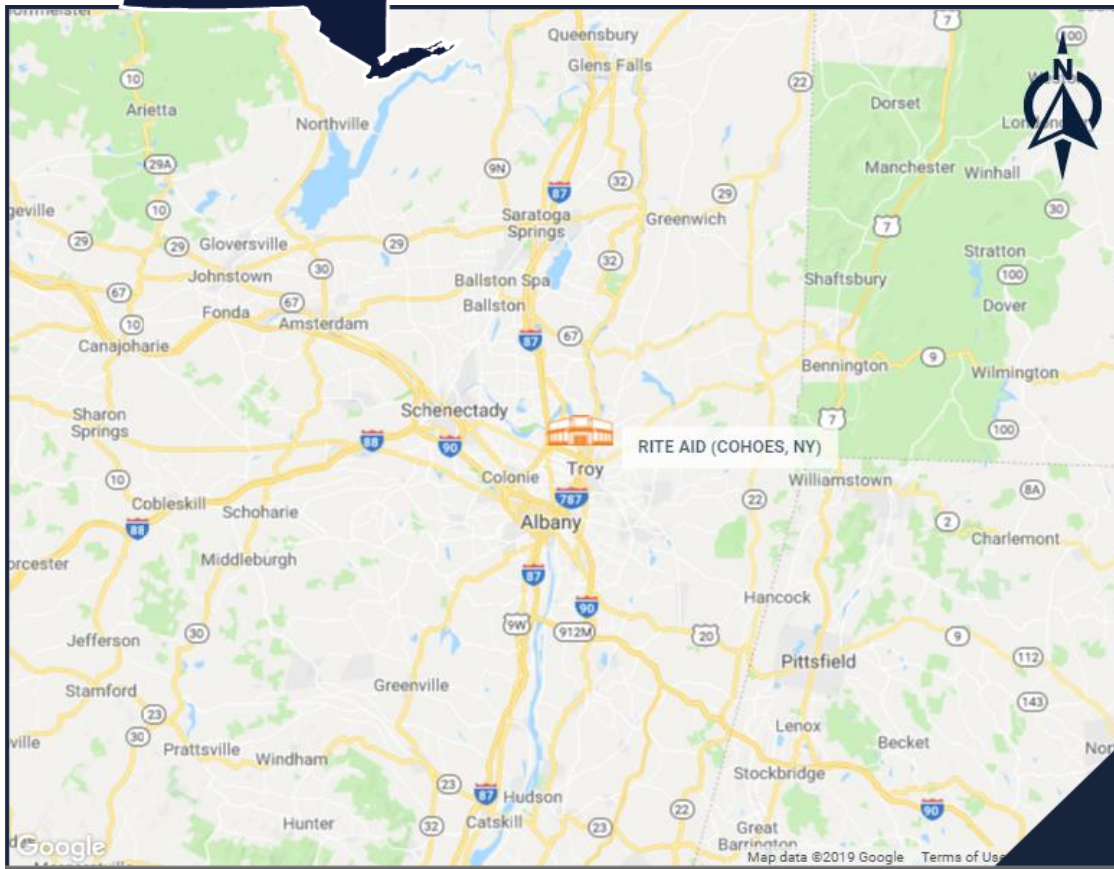 Queensbury
Glens Falls
7
100
N
10
22
Arietta
Northville
Dorset
29A
9N
32
29
Manchester
Winhall
87
30
10
Saratoga
Springs
Greenwich
7
29
29
Gloversville
29
32
Stratton
Johnstown
30
Ballston Spa
Shaftsbury
100
67
67
Ballston
Dover
Fonda
Amsterdam
10
87
67
Canajoharie
Bennington
9
Wilmington
Sharon
Springs
Schenectady
7
88
90
RITE AID (COHOES, NY)
100
Colonie
Troy
10
Williamstown
8A
Cobleskill
Schoharie
787
22
88
Albany
2
Charlemont
Middleburgh
87
Hancock
90
9W
912M
20
9
30
Jefferson
Pittsfield
112
Stamford
Greenville
143
23
Lenox
30
Prattsville
Windham
Becket
Stockbridge
23
87
Hudson
90
Hunter
32
Catskill
23
22
Great
Barrington
Google
Map data ©2019 Google
Terms of Use